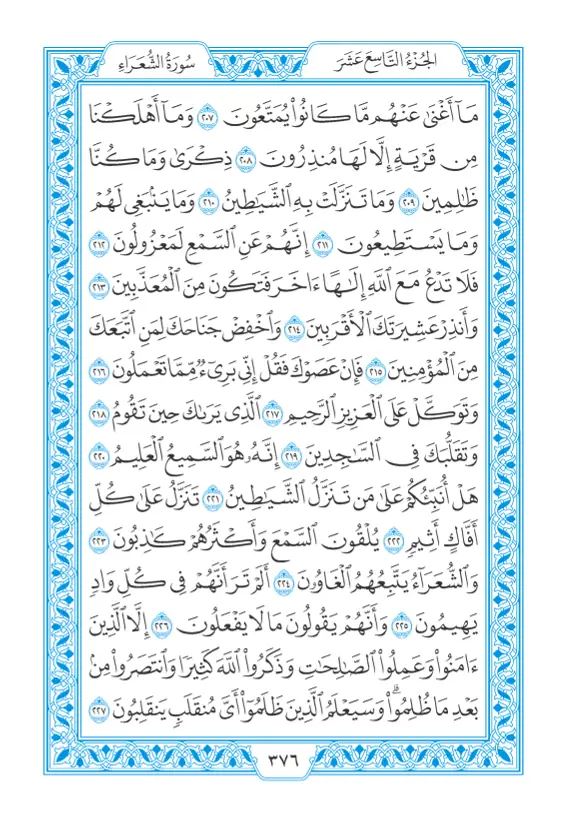 الجُزْءُ التَّاسِعَ عَشَرَ
سُورَةُ الشُّعَرَاءِ
مَآ أَغْنَىٰ عَنْهُم مَّا كَانُوا۟ يُمَتَّعُونَ ٢٠٧ وَمَآ أَهْلَكْنَا
مِن قَرْيَةٍ إِلَّا لَهَا مُنذِرُونَ ٢٠٨ ذِكْرَىٰ وَمَا كُنَّا
ظَٰلِمِينَ ٢٠٩ وَمَا تَنَزَّلَتْ بِهِ ٱلشَّيَٰطِينُ ٢١٠ وَمَا يَنۢبَغِى لَهُمْ
وَمَا يَسْتَطِيعُونَ ٢١١ إِنَّهُمْ عَنِ ٱلسَّمْعِ لَمَعْزُولُونَ ٢١٢
فَلَا تَدْعُ مَعَ ٱللَّهِ إِلَٰهًا ءَاخَرَ فَتَكُونَ مِنَ ٱلْمُعَذَّبِينَ ٢١٣
وَأَنذِرْ عَشِيرَتَكَ ٱلْأَقْرَبِينَ ٢١٤ وَٱخْفِضْ جَنَاحَكَ لِمَنِ ٱتَّبَعَكَ
مِنَ ٱلْمُؤْمِنِينَ ٢١٥ فَإِنْ عَصَوْكَ فَقُلْ إِنِّى بَرِىٓءٌ مِّمَّا تَعْمَلُونَ ٢١٦
وَتَوَكَّلْ عَلَى ٱلْعَزِيزِ ٱلرَّحِيمِ ٢١٧ ٱلَّذِى يَرَىٰكَ حِينَ تَقُومُ ٢١٨
وَتَقَلُّبَكَ فِى ٱلسَّٰجِدِينَ ٢١٩ إِنَّهُۥ هُوَ ٱلسَّمِيعُ ٱلْعَلِيمُ ٢٢٠
هَلْ أُنَبِّئُكُمْ عَلَىٰ مَن تَنَزَّلُ ٱلشَّيَٰطِينُ ٢٢١ تَنَزَّلُ عَلَىٰ كُلِّ
أَفَّاكٍ أَثِيمٍ ٢٢٢ يُلْقُونَ ٱلسَّمْعَ وَأَكْثَرُهُمْ كَٰذِبُونَ ٢٢٣
وَٱلشُّعَرَآءُ يَتَّبِعُهُمُ ٱلْغَاوُۥنَ ٢٢٤ أَلَمْ تَرَ أَنَّهُمْ فِى كُلِّ وَادٍ
يَهِيمُونَ ٢٢٥ وَأَنَّهُمْ يَقُولُونَ مَا لَا يَفْعَلُونَ ٢٢٦ إِلَّا ٱلَّذِينَ
ءَامَنُوا۟ وَعَمِلُوا۟ ٱلصَّٰلِحَٰتِ وَذَكَرُوا۟ ٱللَّهَ كَثِيرًا وَٱنتَصَرُوا۟ مِنۢ
بَعْدِ مَا ظُلِمُوا۟ ۗ وَسَيَعْلَمُ ٱلَّذِينَ ظَلَمُوٓا۟ أَىَّ مُنقَلَبٍ يَنقَلِبُونَ ٢٢٧
٣٧٦